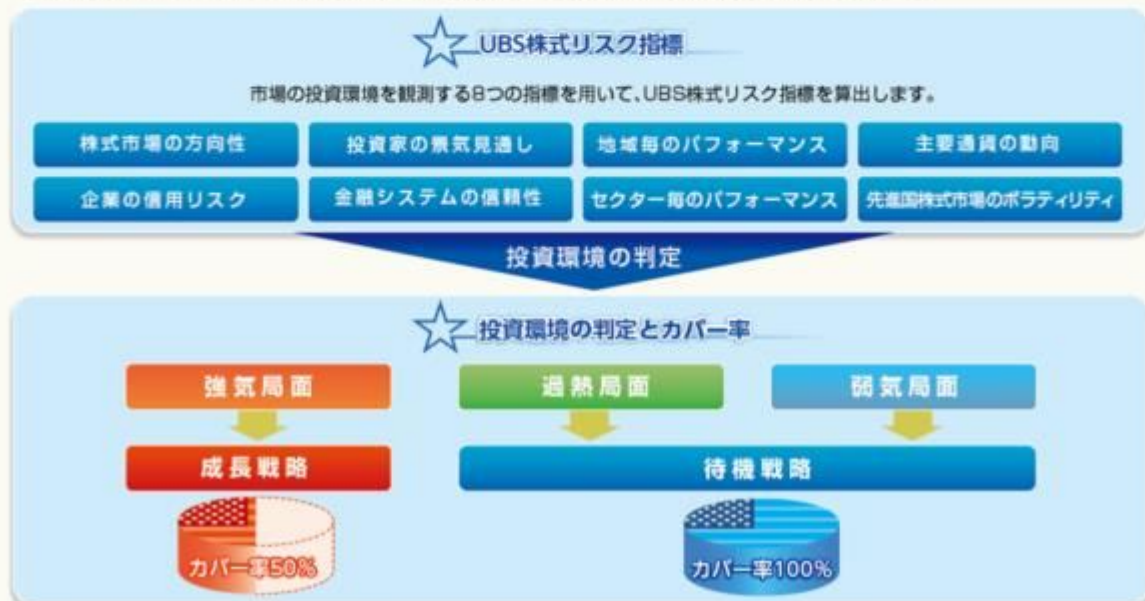 UBS株式リスク指標
市場の投資環境を観測する8つの指標を用いて、UBS株式リスク指標を算出します。
株式市場の方向性
投資家の景気見通し
地域毎のパフォーマンス
主要通貨の動向
企業の信用リスク
金融システムの信頼性
セクター毎のパフォーマンス
先進国株式市場のボラティリティ
投資環境の判定
投資環境の判定とカバー率
強気局面
過熱局面
弱気局面
成長戦略
待機戦略
カバー率50%
カバー率100%